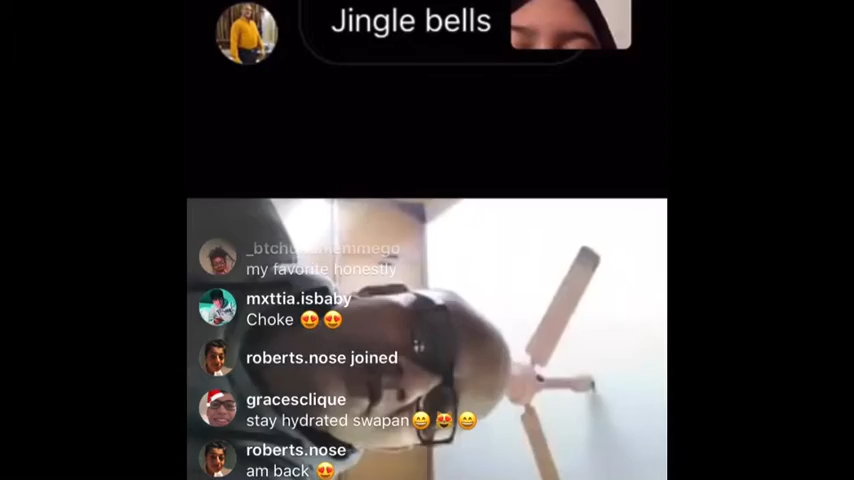 Jingle bells
my favorite honestly
mxttia.isbaby
Choke 😍😍
roberts.nose joined
gracesclique
stay hydrated swapan😄😻😄
roberts.nose
am back 😍